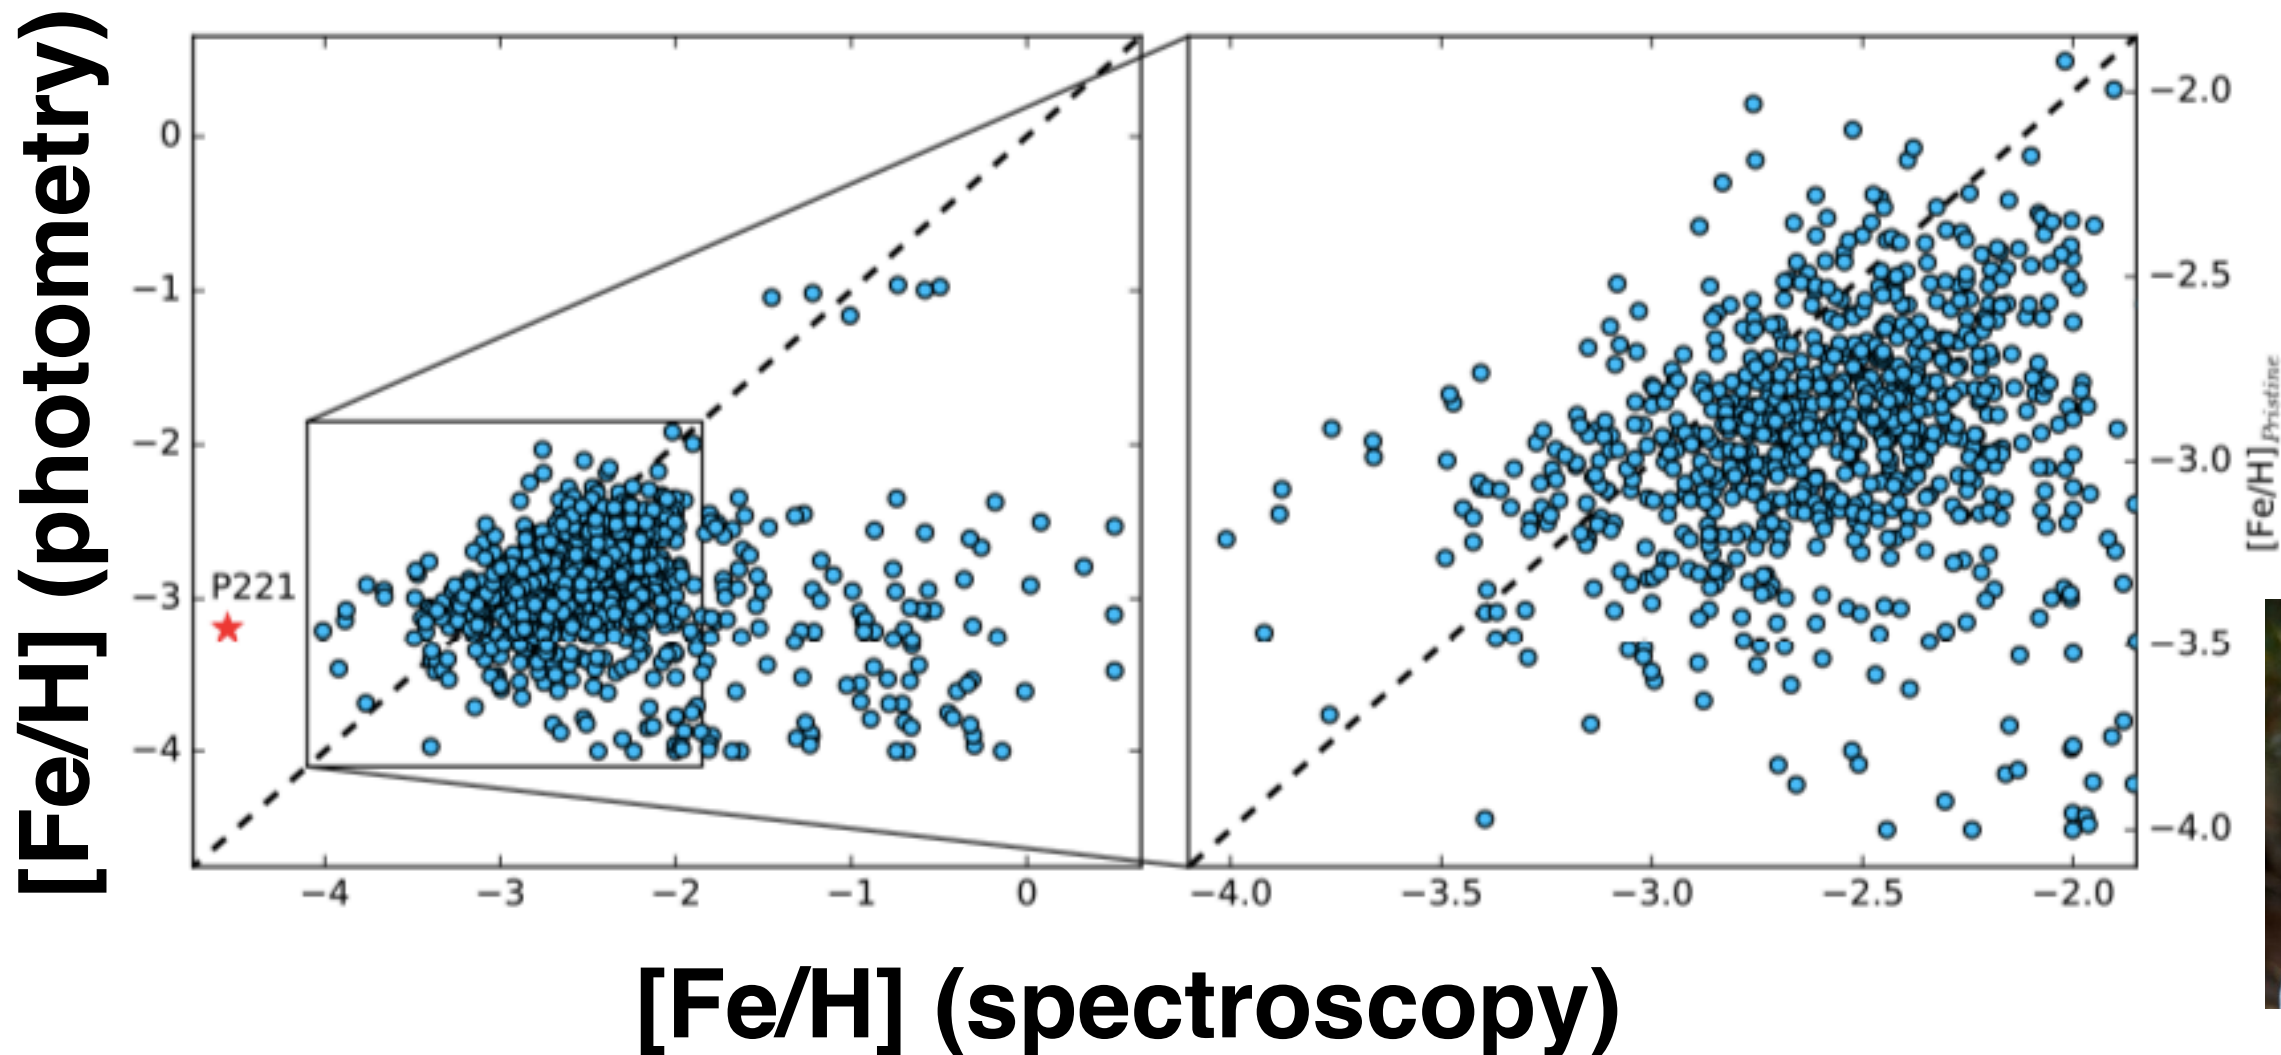 [Fe/H] (photometry)
0
−1
−2
−3
−4
P221
−4 −3 −2 −1 0
−4.0 −3.5 −3.0 −2.5 −2.0
−2.0
−2.5
−3.0
−3.5
−4.0
[Fe/H]Pristine
[Fe/H] (spectroscopy)